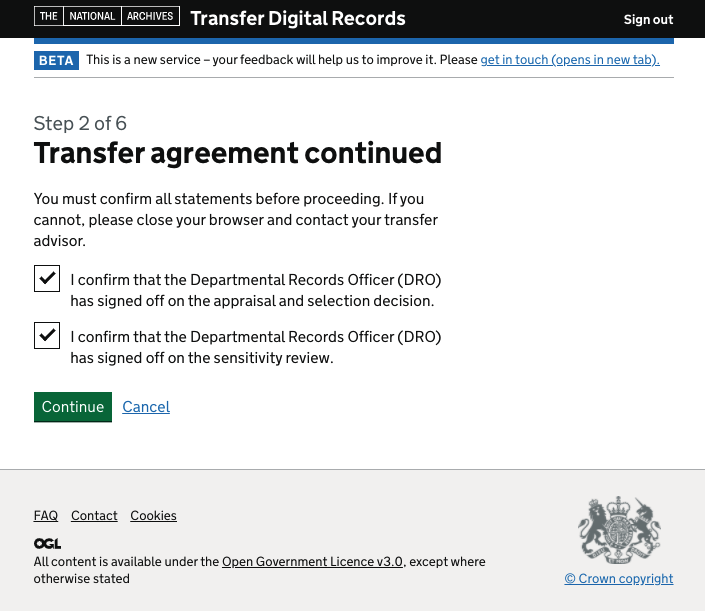 THE NATIONAL ARCHIVES Transfer Digital Records Sign out
BETA This is a new service – your feedback will help us to improve it. Please get in touch (opens in new tab).
Step 2 of 6
Transfer agreement continued
You must confirm all statements before proceeding. If you
cannot, please close your browser and contact your transfer
advisor.
I confirm that the Departmental Records Officer (DRO)
has signed off on the appraisal and selection decision.
I confirm that the Departmental Records Officer (DRO)
has signed off on the sensitivity review.
Continue Cancel
FAQ Contact Cookies
OGL
All content is available under the Open Government Licence v3.0, except where
otherwise stated
© Crown copyright